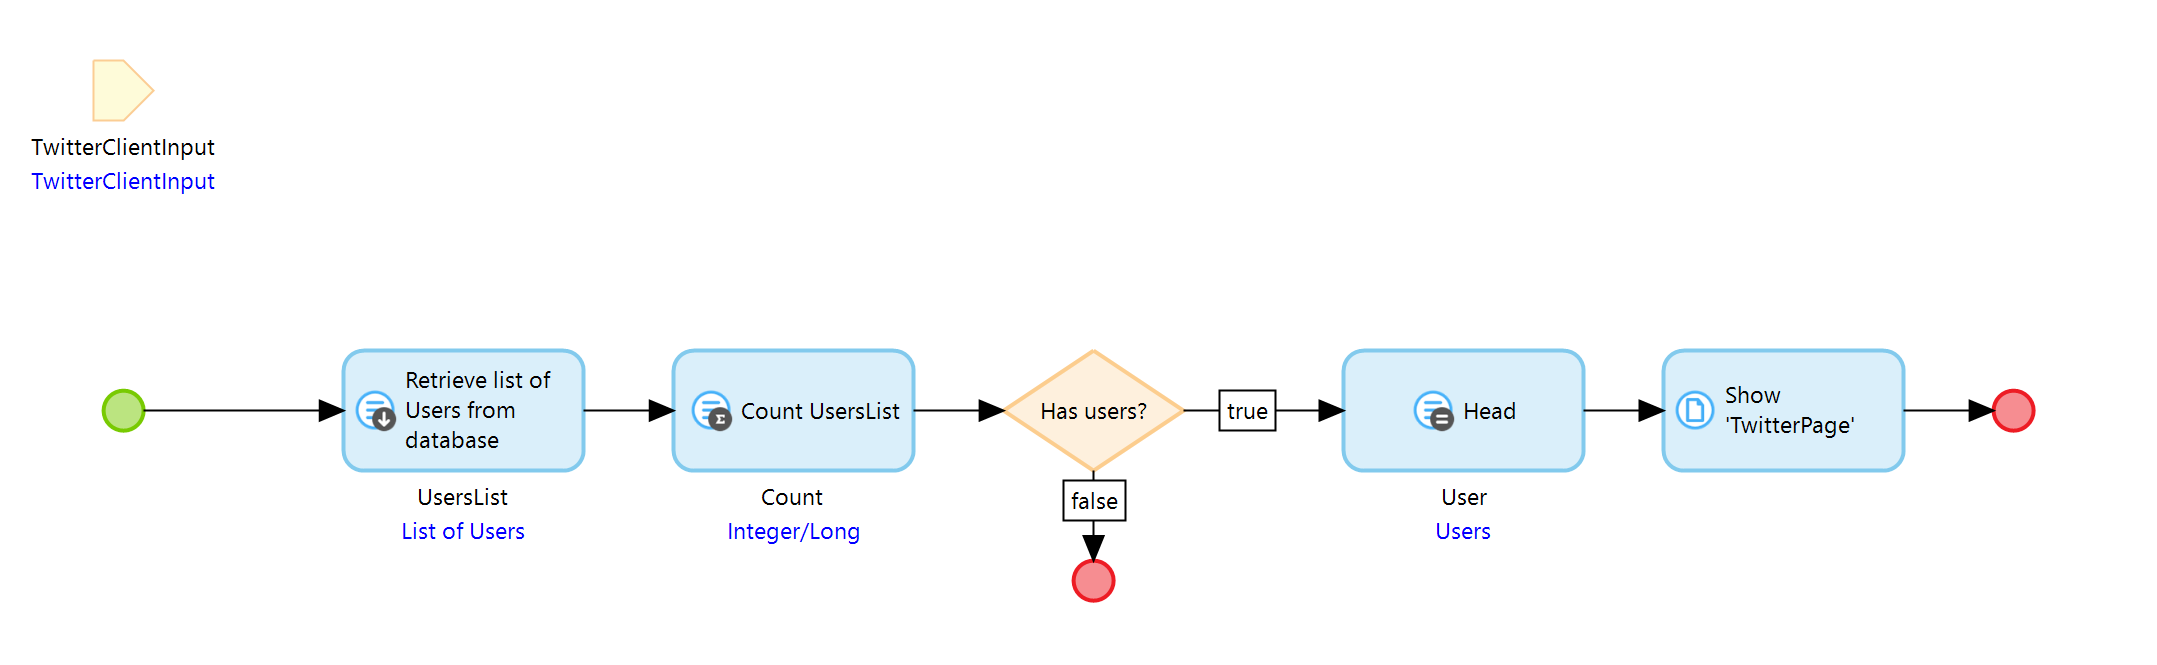 TwitterClientInput
TwitterClientInput
Retrieve list of
Users from
database
UsersList
List of Users
Count UsersList
Count
Integer/Long
Has users?
true
false
Head
User
Users
Show
'TwitterPage'